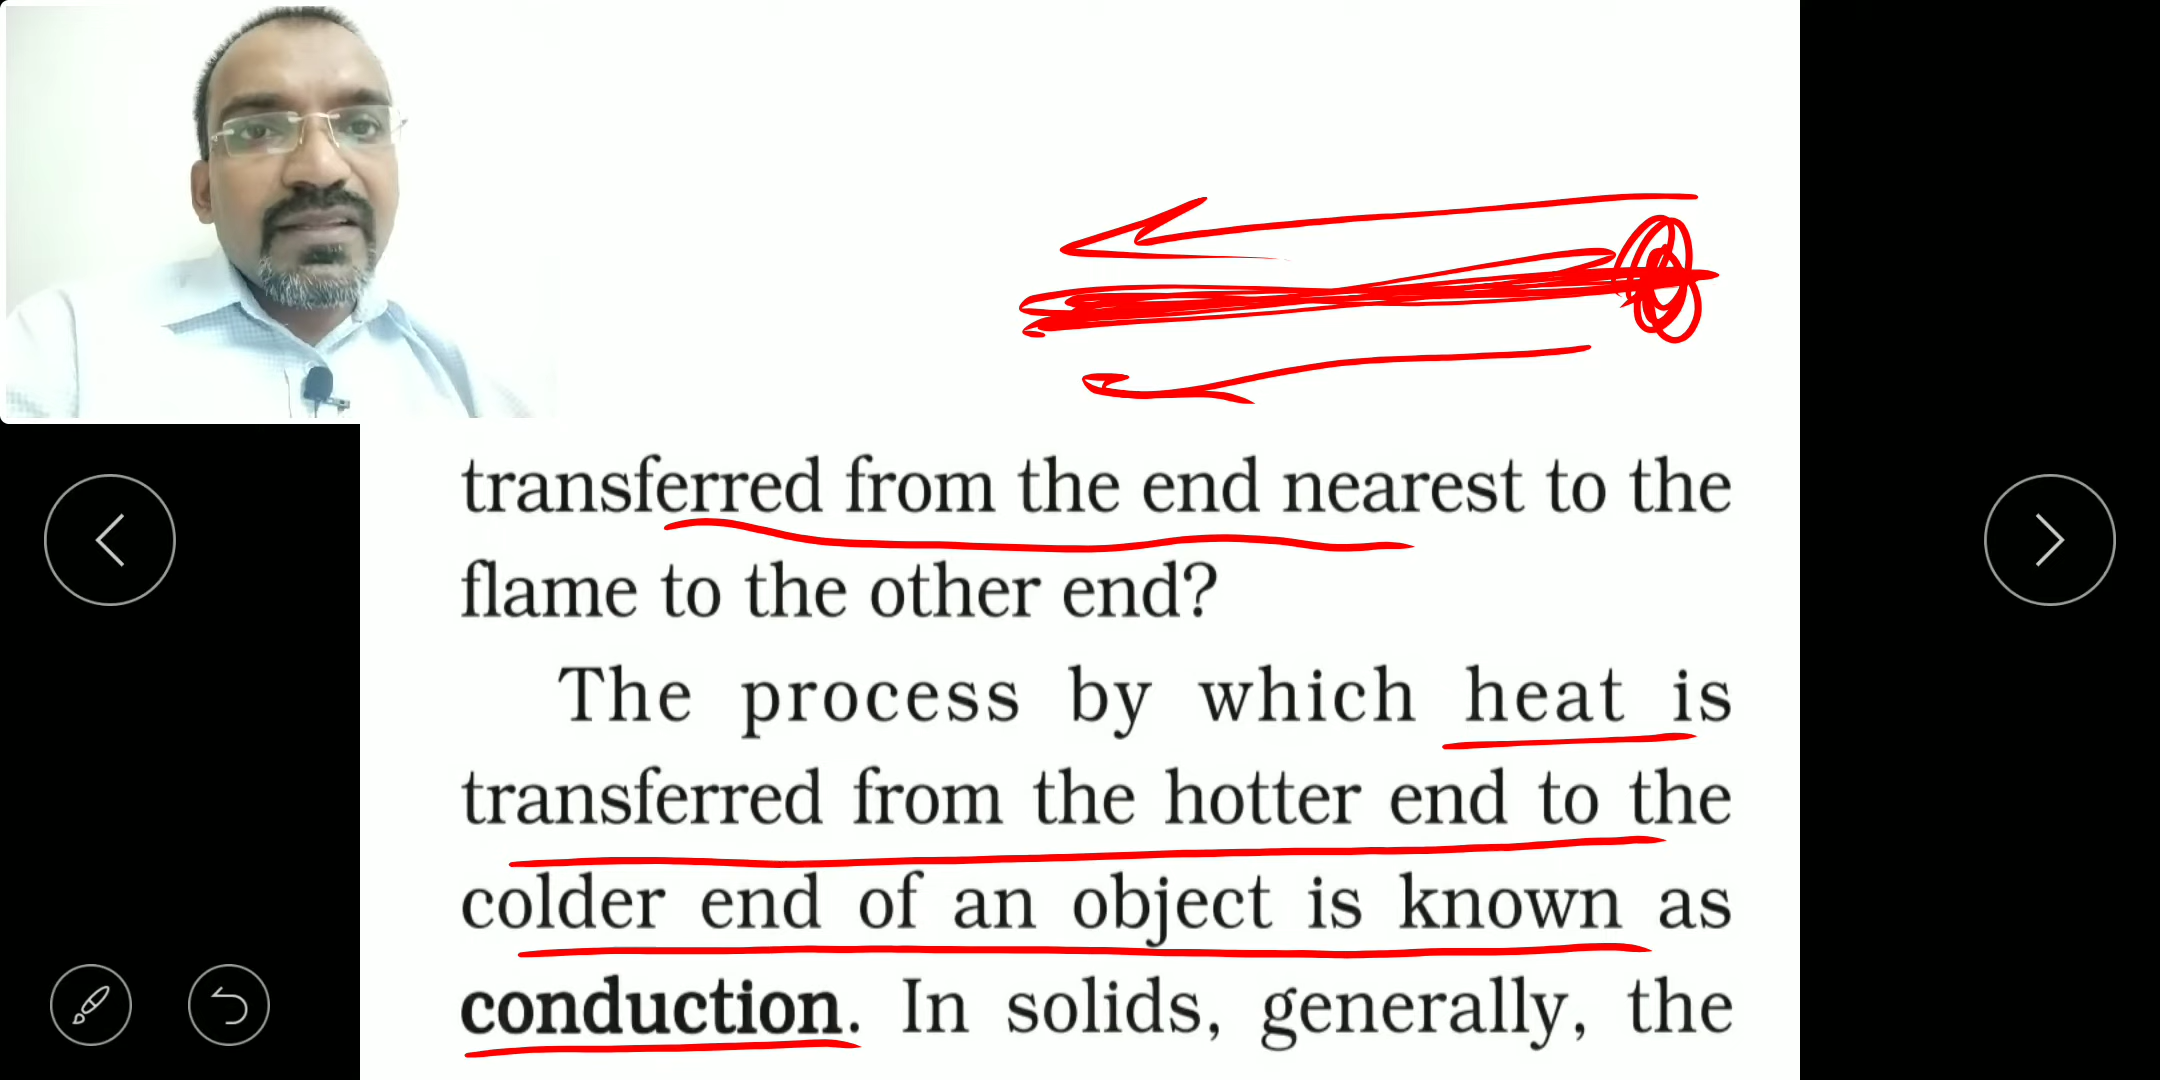 transferred from the end nearest to the
flame to the other end?
The process by which heat is
transferred from the hotter end to the
colder end of an object is known as
conduction. In solids, generally, the